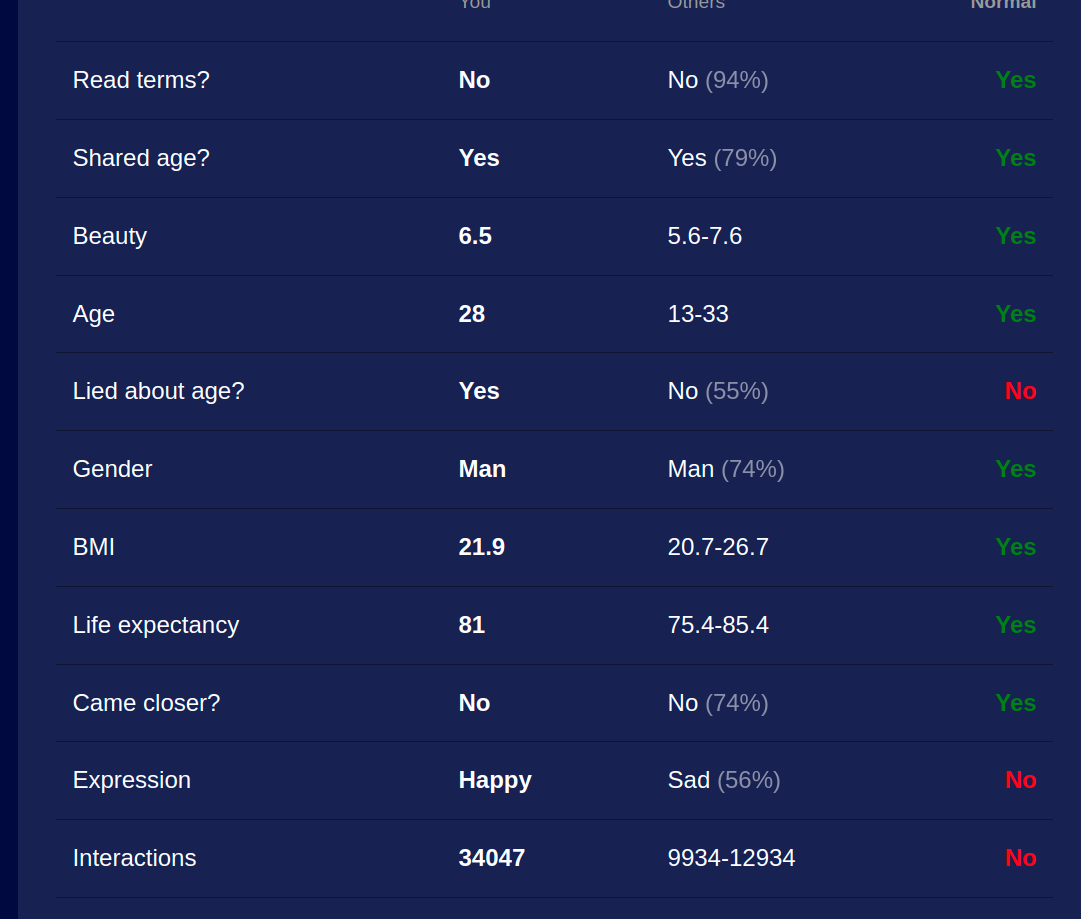 You Others Normal
Read terms? No No (94%) Yes
Shared age? Yes Yes (79%) Yes
Beauty 6.5 5.6-7.6 Yes
Age 28 13-33 Yes
Lied about age? Yes No (55%) No
Gender Man Man (74%) Yes
BMI 21.9 20.7-26.7 Yes
Life expectancy 81 75.4-85.4 Yes
Came closer? No No (74%) Yes
Expression Happy Sad (56%) No
Interactions 34047 9934-12934 No